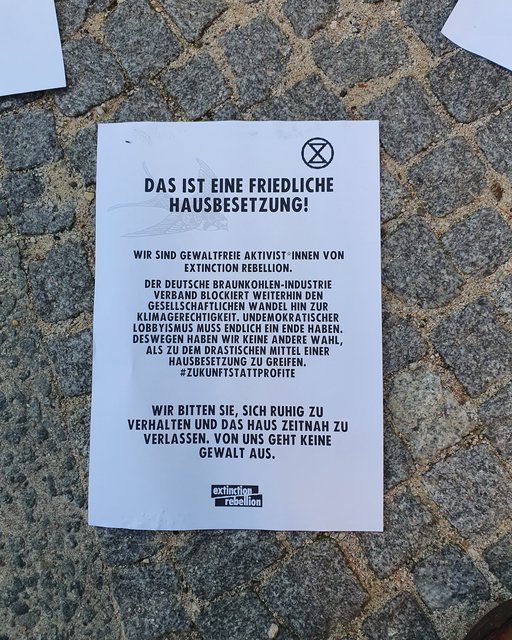 DAS IST EINE FRIEDLICHE
HAUSBESETZUNG!
WIR SIND GEWALTFREIE AKTIVIST*INNEN VON
EXTINCTION REBELLION.
DER DEUTSCHE BRAUNKOHLEN-INDUSTRIE
VERBAND BLOCKIERT WEITERHIN DEN
GESELLSCHAFTLICHEN WANDEL HIN ZUR
KLIMAGERECHTIGKEIT. UNDEMOKRATISCHER
LOBBYISMUS MUSS ENDLICH EIN ENDE HABEN.
DESWEGEN HABEN WIR KEINE ANDERE WAHL,
ALS ZU DEM DRASTISCHEN MITTEL EINER
HAUSBESETZUNG ZU GREIFEN.
#ZUKUNFTSTATTPROFITE
WIR BITTEN SIE, SICH RUHIG ZU
VERHALTEN UND DAS HAUS ZEITNAH ZU
VERLASSEN. VON UNS GEHT KEINE
GEWALT AUS.
extinction
rebellion